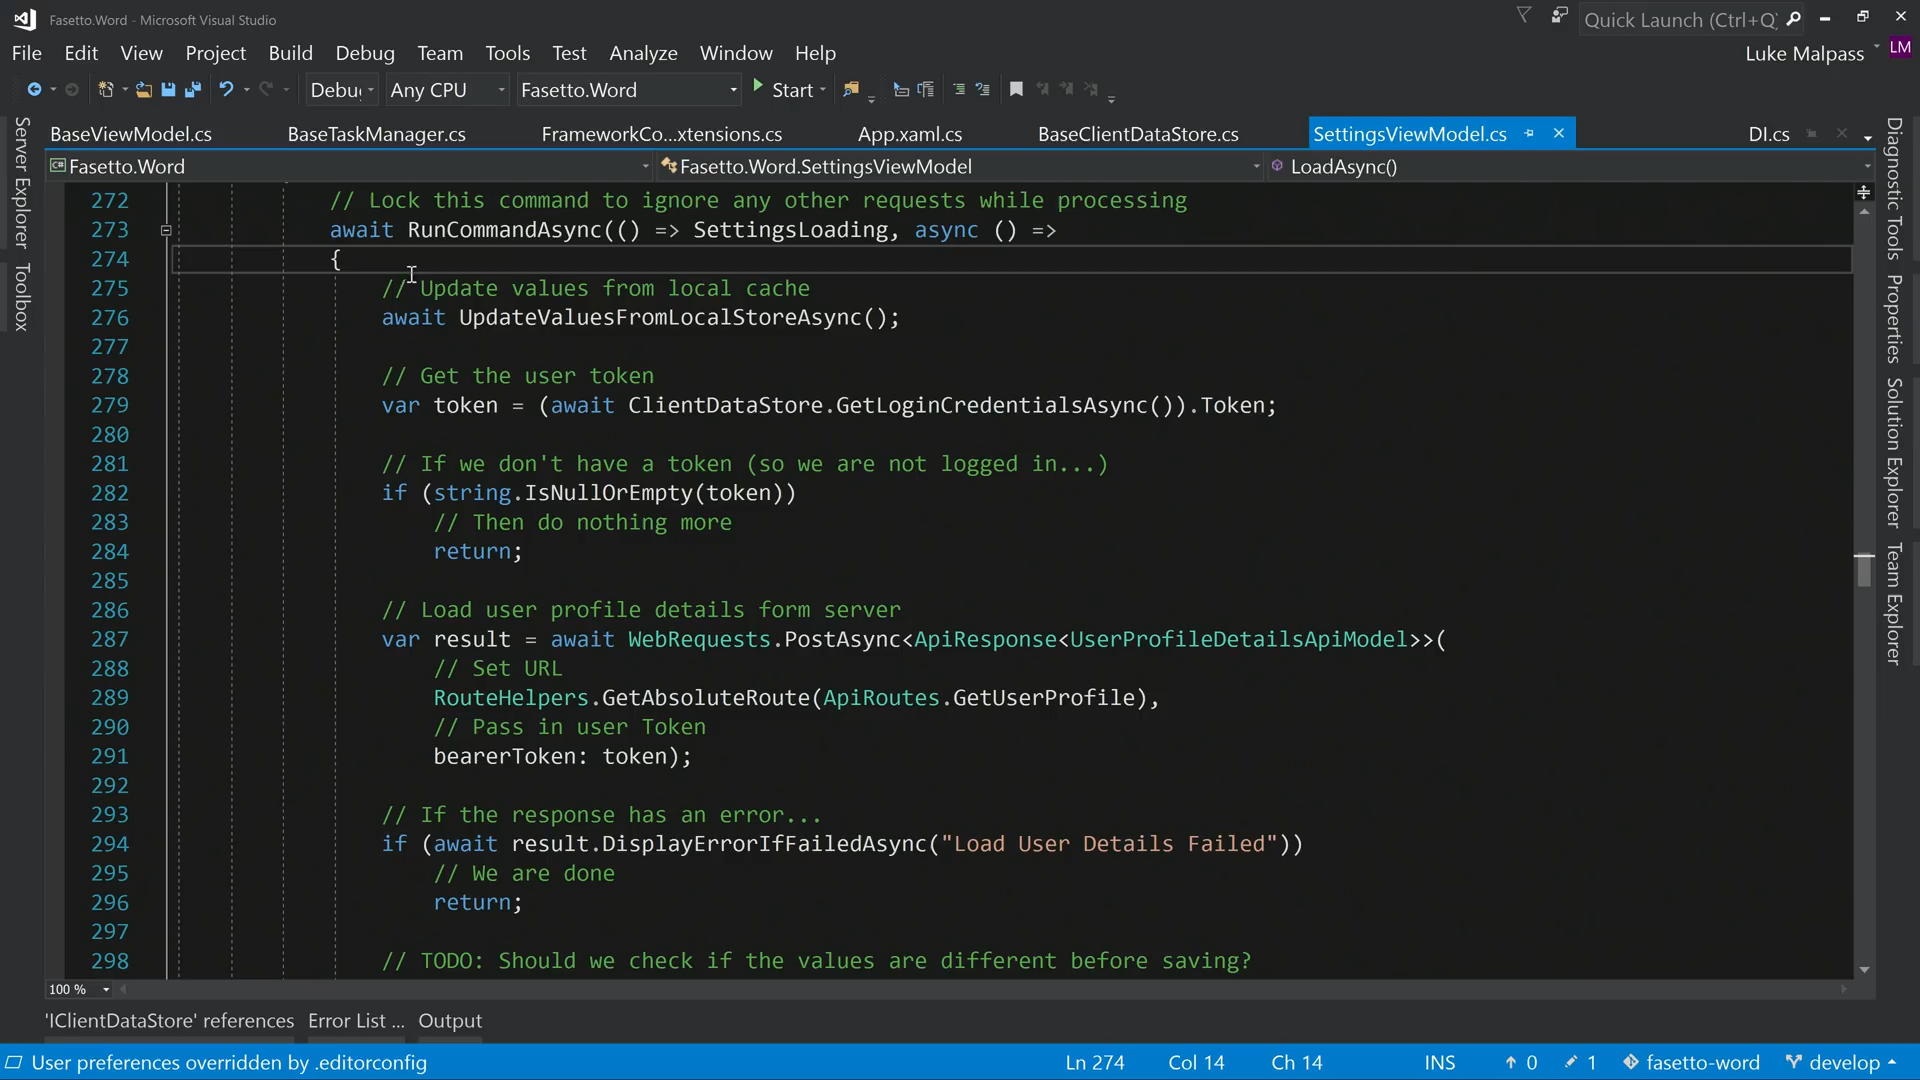 Fasetto.Word - Microsoft Visual Studio
Quick Launch (Ctrl+Q)
File Edit View Project Build Debug Team Tools Test Analyze Window Help
Luke Malpass LM
Debu Any CPU Fasetto.Word Start
BaseViewModel.cs BaseTaskManager.cs FrameworkCo...xtensions.cs App.xaml.cs BaseClientDataStore.cs SettingsViewModel.cs DI.cs
C# Fasetto.Word Fasetto.Word.SettingsViewModel LoadAsync()
Server Explorer
Toolbox
272 // Lock this command to ignore any other requests while processing
273 await RunCommandAsync(() => SettingsLoading, async () =>
274 {
275 // Update values from local cache
276 await UpdateValuesFromLocalStoreAsync();
277
278 // Get the user token
279 var token = (await ClientDataStore.GetLoginCredentialsAsync()).Token;
280
281 // If we don't have a token (so we are not logged in...)
282 if (string.IsNullOrEmpty(token))
283 // Then do nothing more
284 return;
285
286 // Load user profile details form server
287 var result = await WebRequests.PostAsync<ApiResponse<UserProfileDetailsApiModel>>(
288 // Set URL
289 RouteHelpers.GetAbsoluteRoute(ApiRoutes.GetUserProfile),
290 // Pass in user Token
291 bearerToken: token);
292
293 // If the response has an error...
294 if (await result.DisplayErrorIfFailedAsync("Load User Details Failed"))
295 // We are done
296 return;
297
298 // TODO: Should we check if the values are different before saving?
Diagnostic Tools
Properties
Solution Explorer
Team Explorer
100 %
'IClientDataStore' references Error List ... Output
User preferences overridden by .editorconfig Ln 274 Col 14 Ch 14 INS 0 1 fasetto-word develop